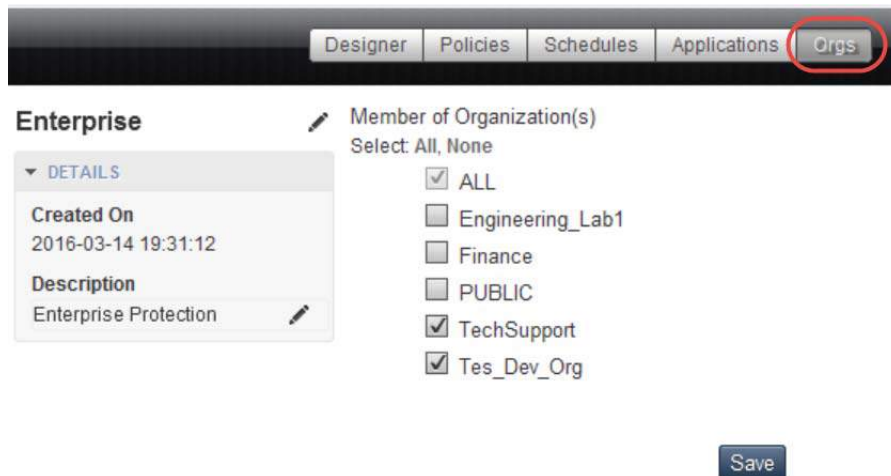 Designer Policies Schedules Applications Orgs
Enterprise
DETAILS
Created On
2016-03-14 19:31:12
Description
Enterprise Protection
Member of Organization(s)
Select: All, None
ALL
Engineering_Lab1
Finance
PUBLIC
TechSupport
Tes_Dev_Org
Save